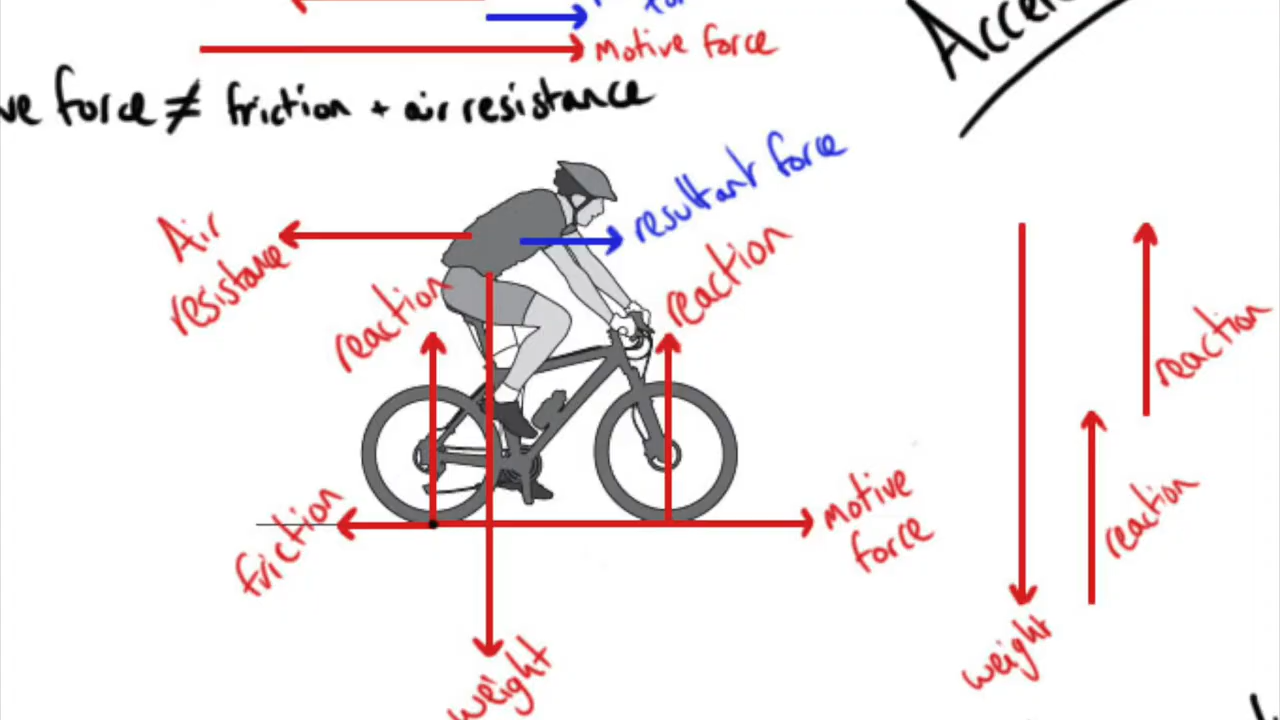 Motive force
ve force ≠ friction + air resistance
Air
resistance
resultant force
reaction
reaction
reaction
reaction
friction
Motive
force
weight
weight